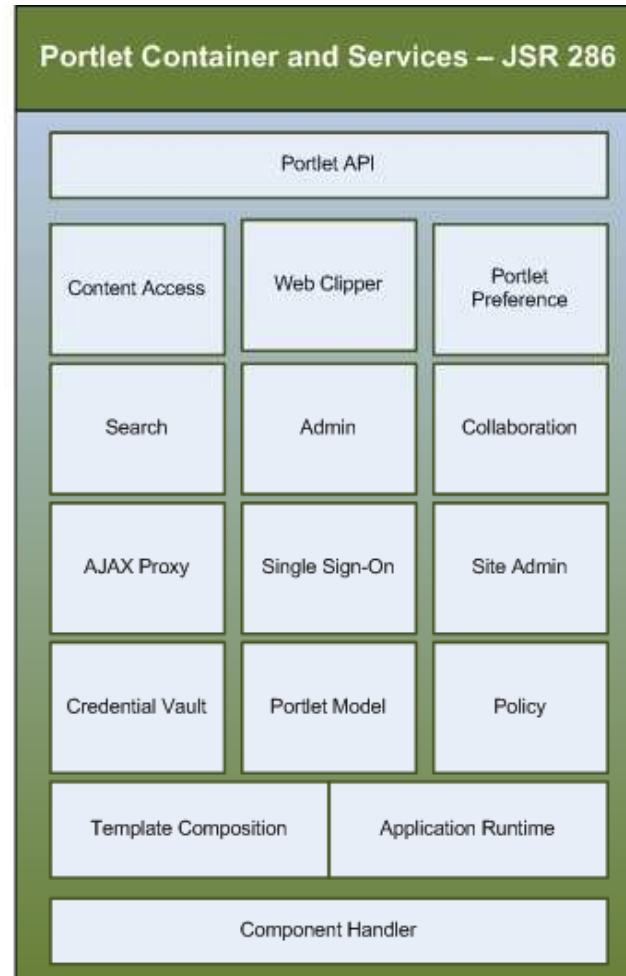 Portlet Container and Services – JSR 286
Portlet API
Content Access
Web Clipper
Portlet
Preference
Search
Admin
Collaboration
AJAX Proxy
Single Sign-On
Site Admin
Credential Vault
Portlet Model
Policy
Template Composition
Application Runtime
Component Handler